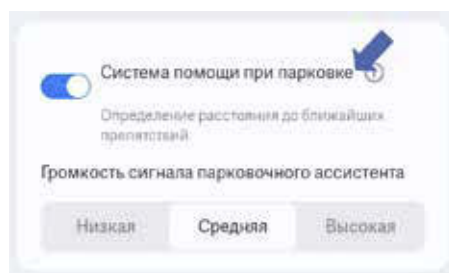 Система помощи при парковке
Определение расстояния до ближайших
препятствий
Громкость сигнала парковочного ассистента
Низкая Средняя Высокая